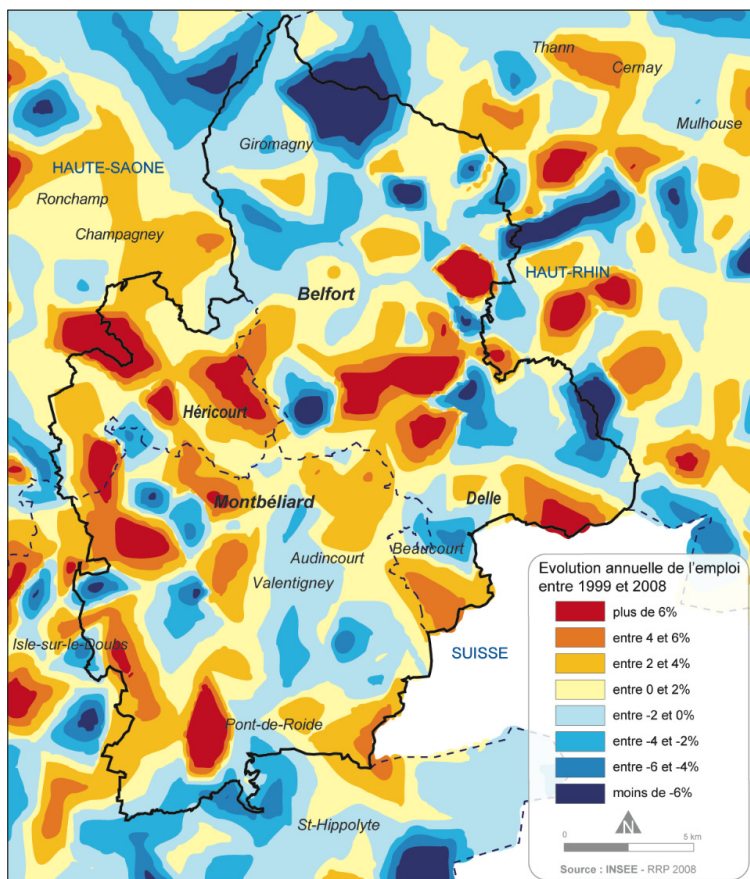 Thann
Cernay
Mulhouse
Giromagny
HAUTE-SAONE
Ronchamp
Champagney
HAUT-RHIN
Belfort
Héricourt
Montbéliard
Delle
Audincourt
Beaucourt
Valentigney
Isle-sur-le-Doubs
SUISSE
Pont-de-Roide
St-Hippolyte
Evolution annuelle de l'emploi
entre 1999 et 2008
plus de 6%
entre 4 et 6%
entre 2 et 4%
entre 0 et 2%
entre -2 et 0%
entre -4 et -2%
entre -6 et -4%
moins de -6%
N
0 5 km
Source : INSEE - RRP 2008